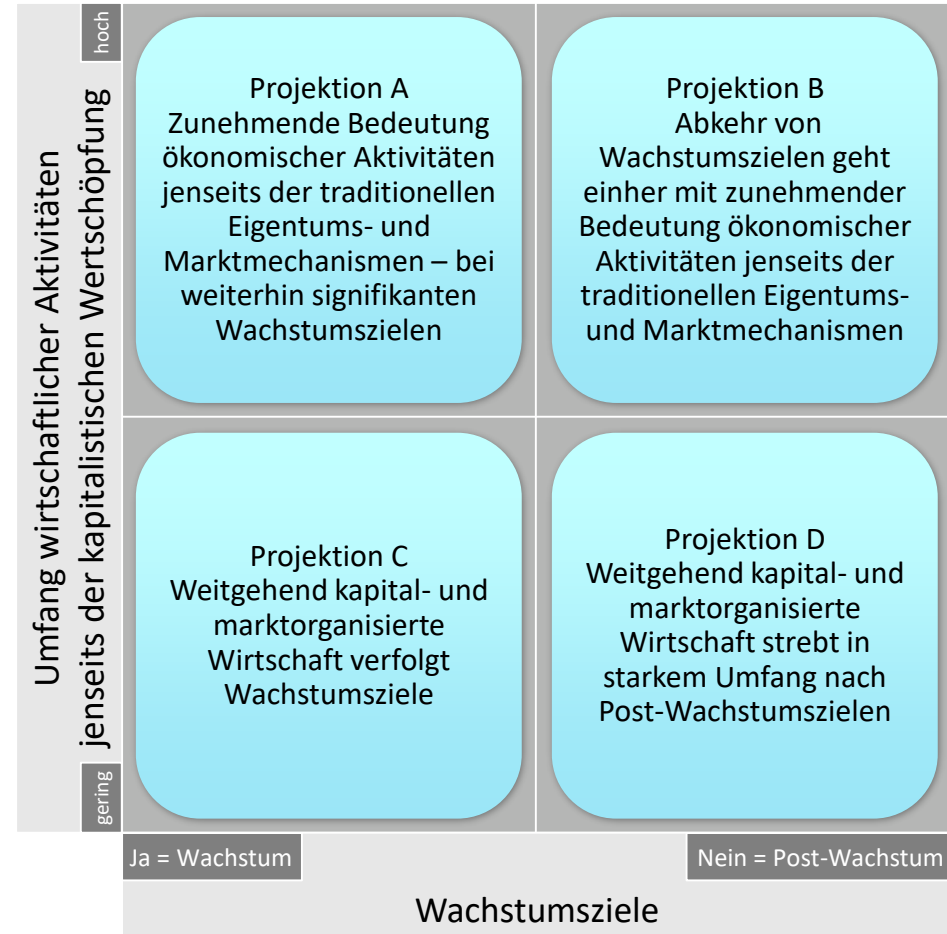 hoch
Umfang wirtschaftlicher Aktivitäten
jenseits der kapitalistischen Wertschöpfung
gering
Projektion A
Zunehmende Bedeutung
ökonomischer Aktivitäten
jenseits der traditionellen
Eigentums- und
Marktmechanismen – bei
weiterhin signifikanten
Wachstumszielen
Projektion B
Abkehr von
Wachstumszielen geht
einher mit zunehmender
Bedeutung ökonomischer
Aktivitäten jenseits der
traditionellen Eigentums-
und Marktmechanismen
Projektion C
Weitgehend kapital- und
marktorganisierte
Wirtschaft verfolgt
Wachstumsziele
Projektion D
Weitgehend kapital- und
marktorganisierte
Wirtschaft strebt in
starkem Umfang nach
Post-Wachstumszielen
Ja = Wachstum
Nein = Post-Wachstum
Wachstumsziele